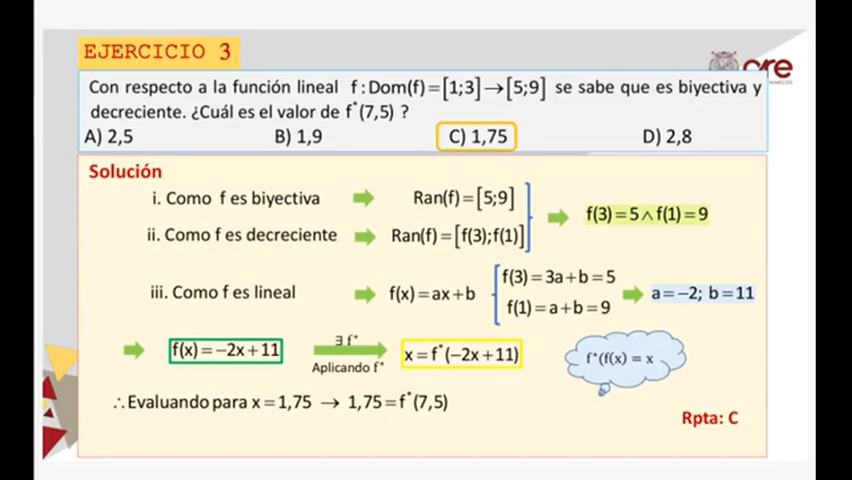 EJERCICIO 3
cre
Con respecto a la función lineal f : Dom(f) = [1;3] → [5;9] se sabe que es biyectiva y
decreciente. ¿Cuál es el valor de f*(7,5) ?
A) 2,5 B) 1,9 C) 1,75 D) 2,8
Solución
i. Como f es biyectiva Ran(f) = [5;9]
ii. Como f es decreciente Ran(f) = [f(3);f(1)]
f(3) = 5 ∧ f(1) = 9
iii. Como f es lineal f(x) = ax + b
f(3) = 3a + b = 5
f(1) = a + b = 9
a = −2; b = 11
f(x) = −2x + 11 ∃ f* x = f*(−2x + 11)
Aplicando f*
f*(f(x) = x
∴ Evaluando para x = 1,75 → 1,75 = f*(7,5)
Rpta: C